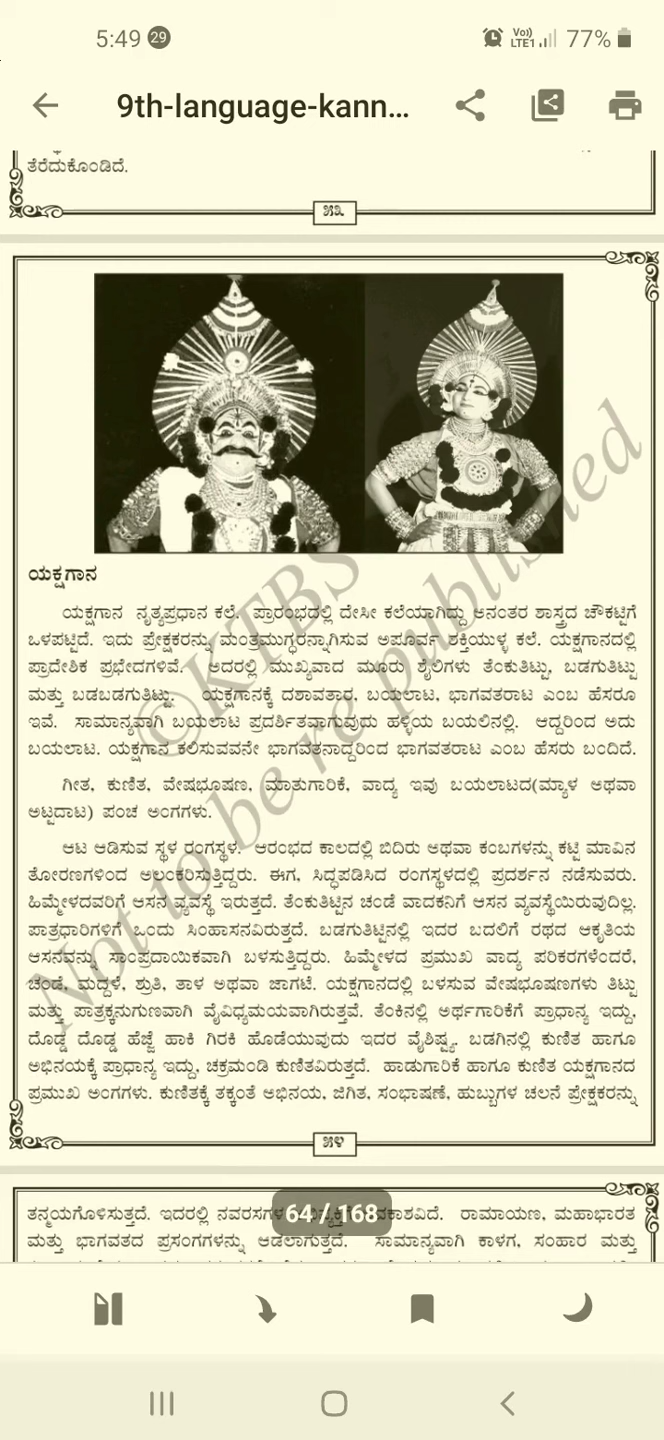 5:49 29 Vo)) LTE1 77%
9th-language-kann...
ತೆರೆದುಕೊಂಡಿದೆ.
೫೩
ಯಕ್ಷಗಾನ
ಯಕ್ಷಗಾನ ನೃತ್ಯಪ್ರಧಾನ ಕಲೆ. ಪ್ರಾರಂಭದಲ್ಲಿ ದೇಸೀ ಕಲೆಯಾಗಿದ್ದು ಅನಂತರ ಶಾಸ್ತ್ರದ ಚೌಕಟ್ಟಿಗೆ
ಒಳಪಟ್ಟಿದೆ. ಇದು ಪ್ರೇಕ್ಷಕರನ್ನು ಮಂತ್ರಮುಗ್ಧರನ್ನಾಗಿಸುವ ಅಪೂರ್ವ ಶಕ್ತಿಯುಳ್ಳ ಕಲೆ. ಯಕ್ಷಗಾನದಲ್ಲಿ
ಪ್ರಾದೇಶಿಕ ಪ್ರಭೇದಗಳಿವೆ. ಅದರಲ್ಲಿ ಮುಖ್ಯವಾದ ಮೂರು ಶೈಲಿಗಳು ತೆಂಕುತಿಟ್ಟು, ಬಡಗುತಿಟ್ಟು
ಮತ್ತು ಬಡಬಡಗುತಿಟ್ಟು. ಯಕ್ಷಗಾನಕ್ಕೆ ದಶಾವತಾರ, ಬಯಲಾಟ, ಭಾಗವತರಾಟ ಎಂಬ ಹೆಸರೂ
ಇವೆ. ಸಾಮಾನ್ಯವಾಗಿ ಬಯಲಾಟ ಪ್ರದರ್ಶಿತವಾಗುವುದು ಹಳ್ಳಿಯ ಬಯಲಿನಲ್ಲಿ. ಆದ್ದರಿಂದ ಅದು
ಬಯಲಾಟ. ಯಕ್ಷಗಾನ ಕಲಿಸುವವನೇ ಭಾಗವತನಾದ್ದರಿಂದ ಭಾಗವತರಾಟ ಎಂಬ ಹೆಸರು ಬಂದಿದೆ.
ಗೀತ, ಕುಣಿತ, ವೇಷಭೂಷಣ, ಮಾತುಗಾರಿಕೆ, ವಾದ್ಯ ಇವು ಬಯಲಾಟದ(ಮ್ಯಾಳ ಅಥವಾ
ಅಟ್ಟದಾಟ) ಪಂಚ ಅಂಗಗಳು.
ಆಟ ಆಡಿಸುವ ಸ್ಥಳ ರಂಗಸ್ಥಳ. ಆರಂಭದ ಕಾಲದಲ್ಲಿ ಬಿದಿರು ಅಥವಾ ಕಂಬಗಳನ್ನು ಕಟ್ಟಿ ಮಾವಿನ
ತೋರಣಗಳಿಂದ ಅಲಂಕರಿಸುತ್ತಿದ್ದರು. ಈಗ, ಸಿದ್ಧಪಡಿಸಿದ ರಂಗಸ್ಥಳದಲ್ಲಿ ಪ್ರದರ್ಶನ ನಡೆಸುವರು.
ಹಿಮ್ಮೇಳದವರಿಗೆ ಆಸನ ವ್ಯವಸ್ಥೆ ಇರುತ್ತದೆ. ತೆಂಕುತಿಟ್ಟಿನ ಚಂಡೆ ವಾದಕನಿಗೆ ಆಸನ ವ್ಯವಸ್ಥೆಯಿರುವುದಿಲ್ಲ.
ಪಾತ್ರಧಾರಿಗಳಿಗೆ ಒಂದು ಸಿಂಹಾಸನವಿರುತ್ತದೆ. ಬಡಗುತಿಟ್ಟಿನಲ್ಲಿ ಇದರ ಬದಲಿಗೆ ರಥದ ಆಕೃತಿಯ
ಆಸನವನ್ನು ಸಾಂಪ್ರದಾಯಿಕವಾಗಿ ಬಳಸುತ್ತಿದ್ದರು. ಹಿಮ್ಮೇಳದ ಪ್ರಮುಖ ವಾದ್ಯ ಪರಿಕರಗಳೆಂದರೆ,
ಚಂಡೆ, ಮದ್ದಳೆ, ಶ್ರುತಿ, ತಾಳ ಅಥವಾ ಜಾಗಟೆ. ಯಕ್ಷಗಾನದಲ್ಲಿ ಬಳಸುವ ವೇಷಭೂಷಣಗಳು ತಿಟ್ಟು
ಮತ್ತು ಪಾತ್ರಕ್ಕನುಗುಣವಾಗಿ ವೈವಿಧ್ಯಮಯವಾಗಿರುತ್ತವೆ. ತೆಂಕಿನಲ್ಲಿ ಅರ್ಥಗಾರಿಕೆಗೆ ಪ್ರಾಧಾನ್ಯ ಇದ್ದು,
ದೊಡ್ಡ ದೊಡ್ಡ ಹೆಜ್ಜೆ ಹಾಕಿ ಗಿರಕಿ ಹೊಡೆಯುವುದು ಇದರ ವೈಶಿಷ್ಟ್ಯ. ಬಡಗಿನಲ್ಲಿ ಕುಣಿತ ಹಾಗೂ
ಅಭಿನಯಕ್ಕೆ ಪ್ರಾಧಾನ್ಯ ಇದ್ದು, ಚಕ್ರಮಂಡಿ ಕುಣಿತವಿರುತ್ತದೆ. ಹಾಡುಗಾರಿಕೆ ಹಾಗೂ ಕುಣಿತ ಯಕ್ಷಗಾನದ
ಪ್ರಮುಖ ಅಂಗಗಳು. ಕುಣಿತಕ್ಕೆ ತಕ್ಕಂತೆ ಅಭಿನಯ, ಜಿಗಿತ, ಸಂಭಾಷಣೆ, ಹುಬ್ಬುಗಳ ಚಲನೆ ಪ್ರೇಕ್ಷಕರನ್ನು
©KTBS
Not to be re published
೫೪
ತನ್ಮಯಗೊಳಿಸುತ್ತದೆ. ಇದರಲ್ಲಿ ನವರಸಗಳ ರಾಮಾಯಣ, ಮಹಾಭಾರತ
64 / 168
ಮತ್ತು ಭಾಗವತದ ಪ್ರಸಂಗಗಳನ್ನು ಆಡಲಾಗುತ್ತದೆ. ಸಾಮಾನ್ಯವಾಗಿ ಕಾಳಗ, ಸಂಹಾರ ಮತ್ತು